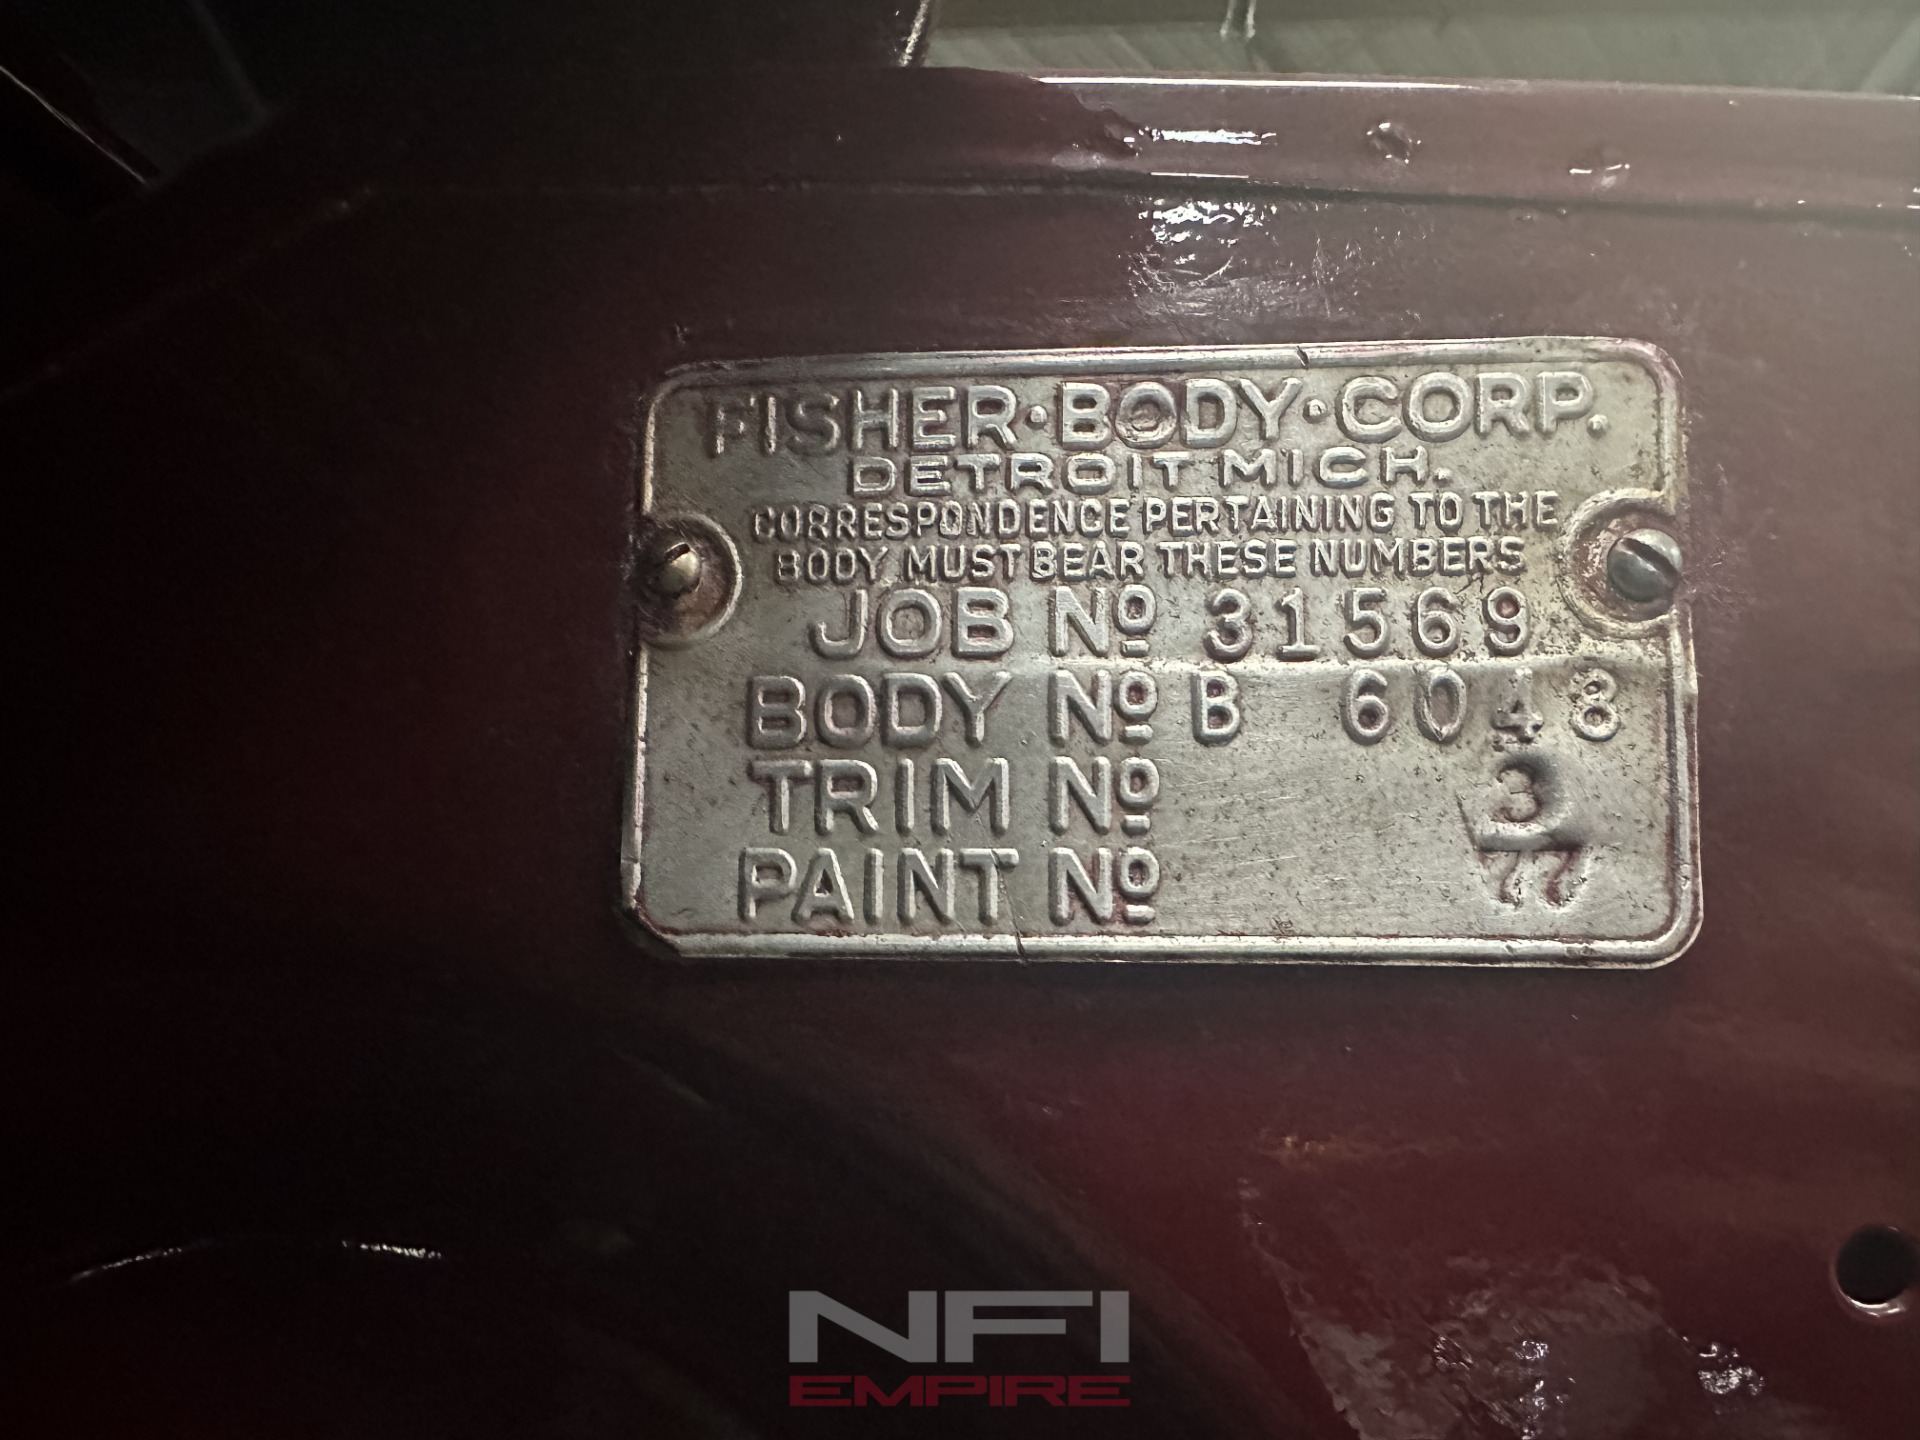 FISHER·BODY·CORP.
DETROIT MICH.
CORRESPONDENCE PERTAINING TO THE
BODY MUST BEAR THESE NUMBERS
JOB Nº 31569
BODY Nº B 6048
TRIM Nº 3
PAINT Nº 77
NFI
EMPIRE